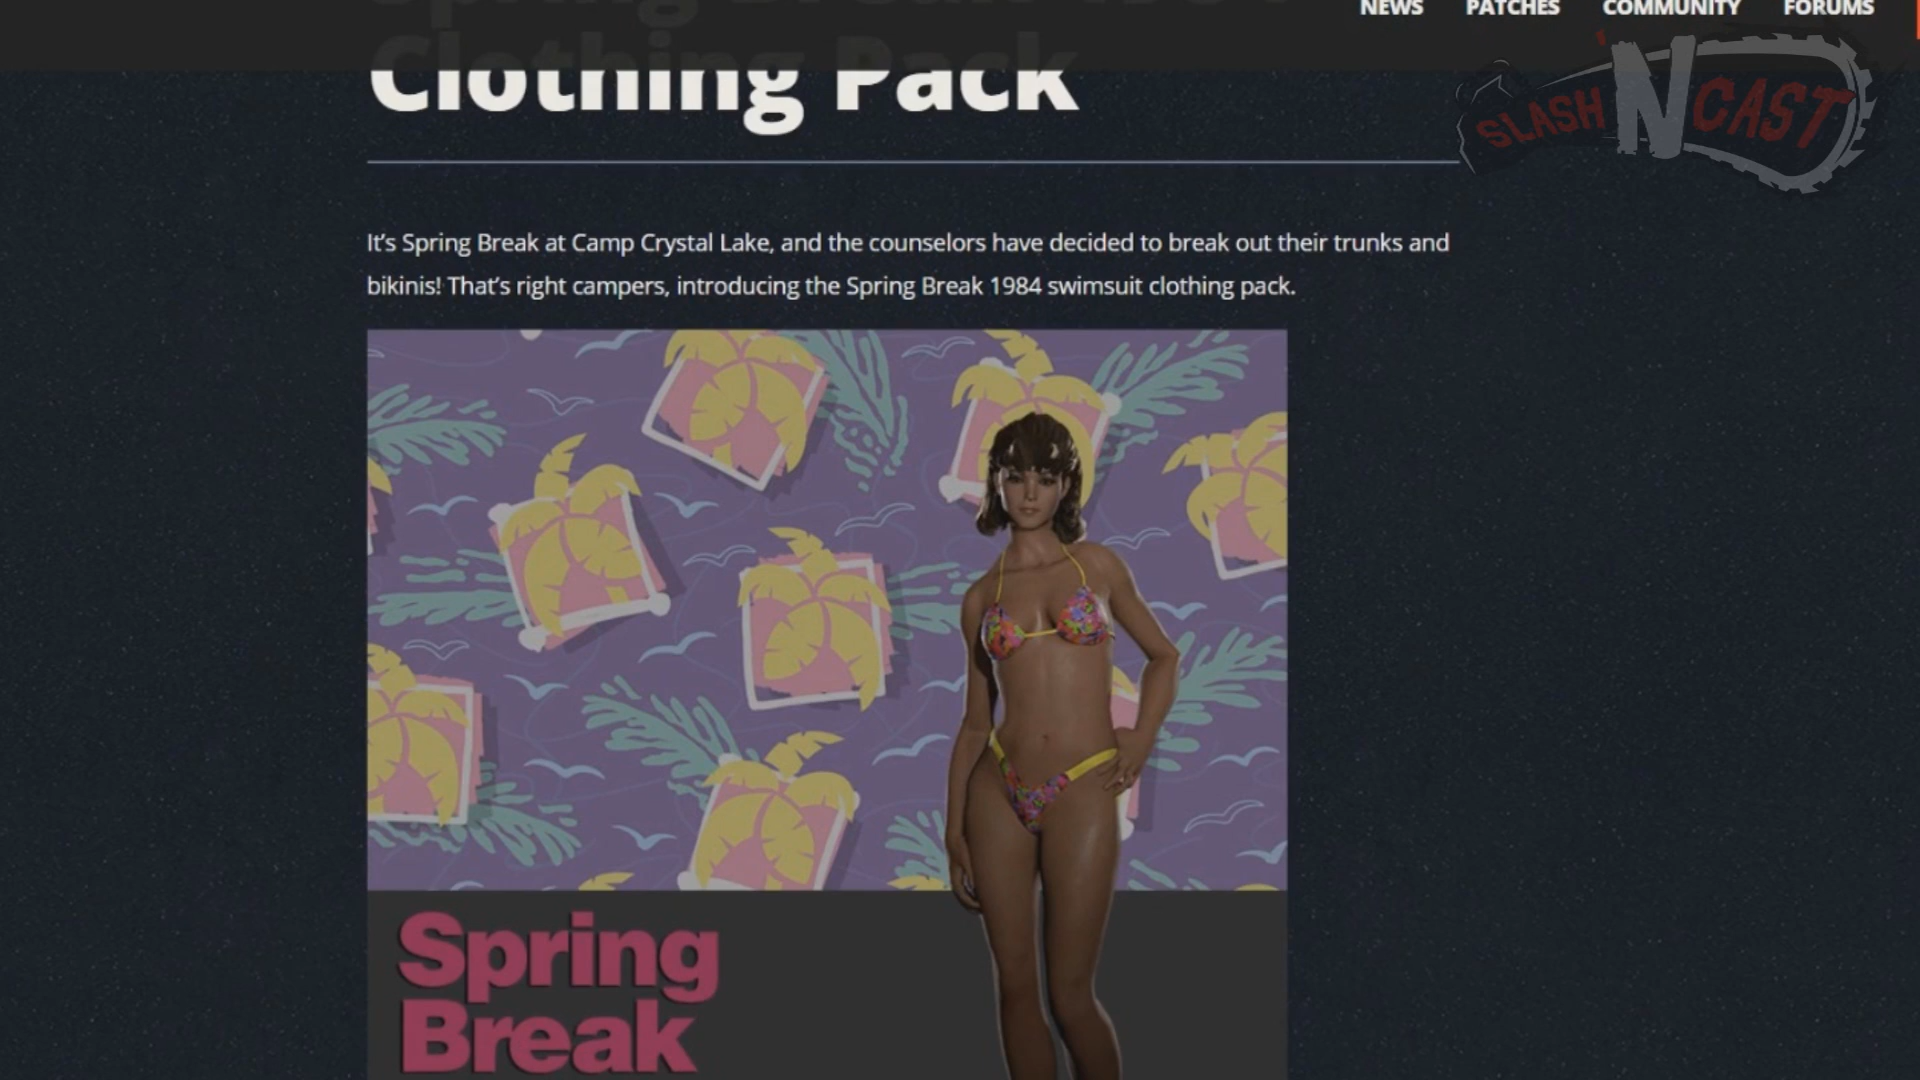 NEWS PATCHES COMMUNITY FORUMS
Clothing Pack
SLASH 'N CAST
It's Spring Break at Camp Crystal Lake, and the counselors have decided to break out their trunks and
bikinis! That's right campers, introducing the Spring Break 1984 swimsuit clothing pack.
Spring
Break